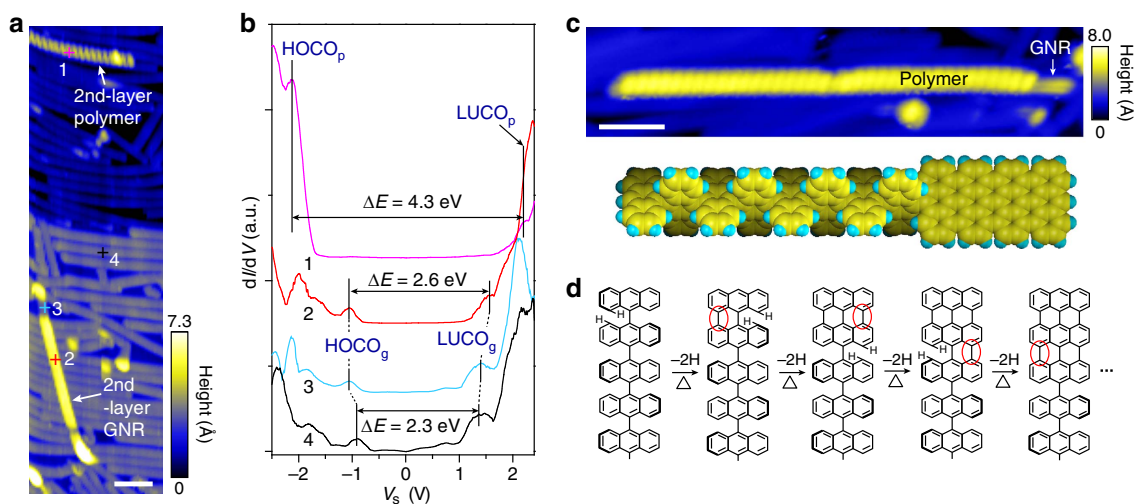 a
1
2nd-layer
polymer
4
3
2
2nd
-layer
GNR
7.3
Height (Å)
0
b
HOCOp
LUCOp
ΔE = 4.3 eV
1
ΔE = 2.6 eV
2
HOCOg
LUCOg
3
ΔE = 2.3 eV
4
dI/dV (a.u.)
−2 −1 0 1 2
Vs (V)
c
GNR
Polymer
8.0
Height (A)
0
d
H
H
−2H
△
H
H
−2H
△
H
H
−2H
△
H
H
−2H
△
...